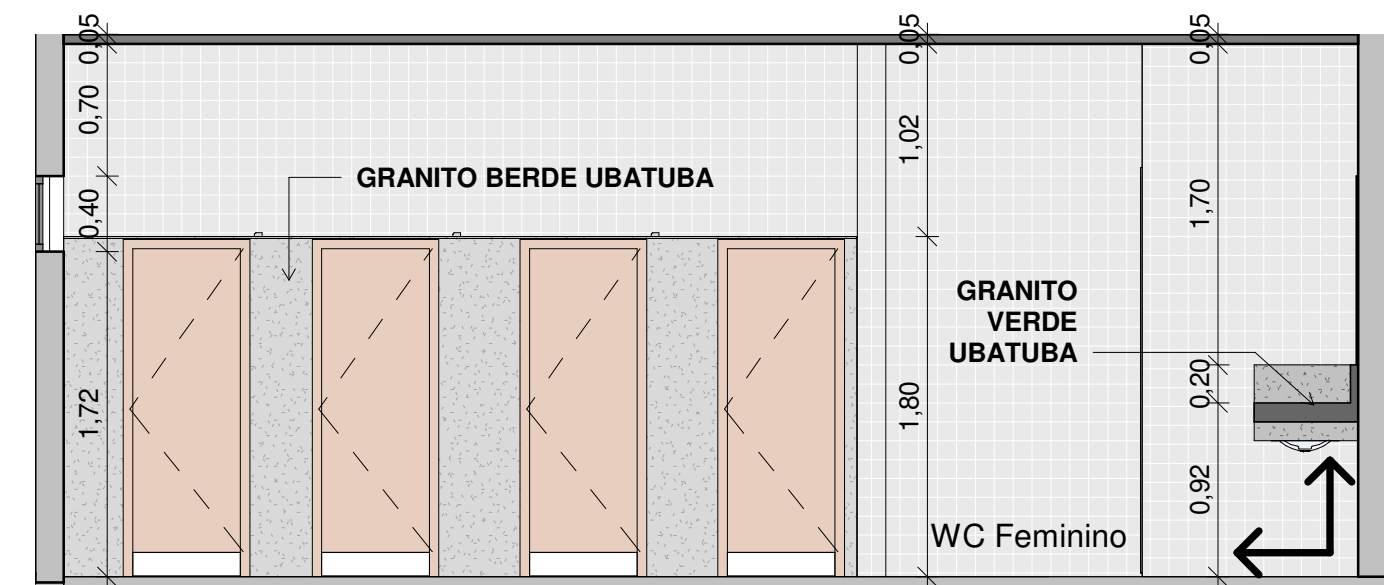 0,05
0,70
0,40
1,72
GRANITO BERDE UBATUBA
0,05
1,02
1,80
GRANITO
VERDE
UBATUBA
WC Feminino
0,05
1,70
0,20
0,92